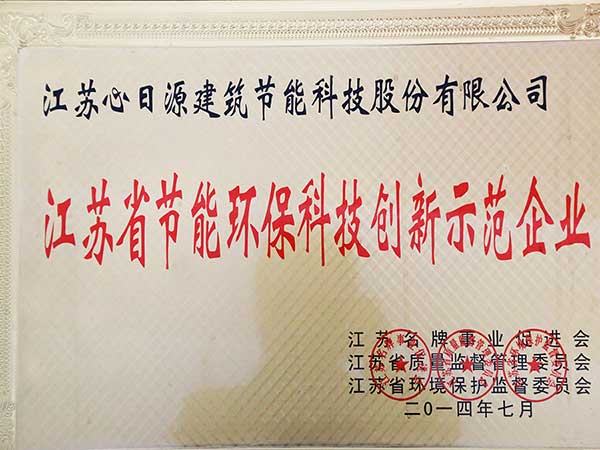 江苏心日源建筑节能科技股份有限公司
江苏省节能环保科技创新示范企业
江苏名牌事业促进会
江苏省质量监督管理委员会
江苏省环境保护监督委员会
二〇一四年七月